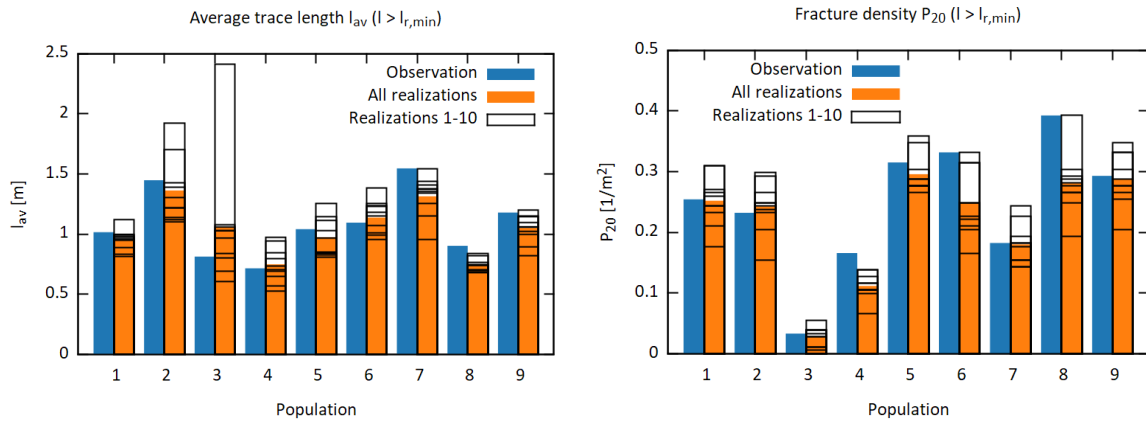 Average trace length l_av (l > l_r,min)
2.5
2
1.5
1
0.5
0
l_av [m]
Observation
All realizations
Realizations 1-10
1 2 3 4 5 6 7 8 9
Population
Fracture density P_20 (l > l_r,min)
0.5
0.4
0.3
0.2
0.1
0
P_20 [1/m²]
Observation
All realizations
Realizations 1-10
1 2 3 4 5 6 7 8 9
Population